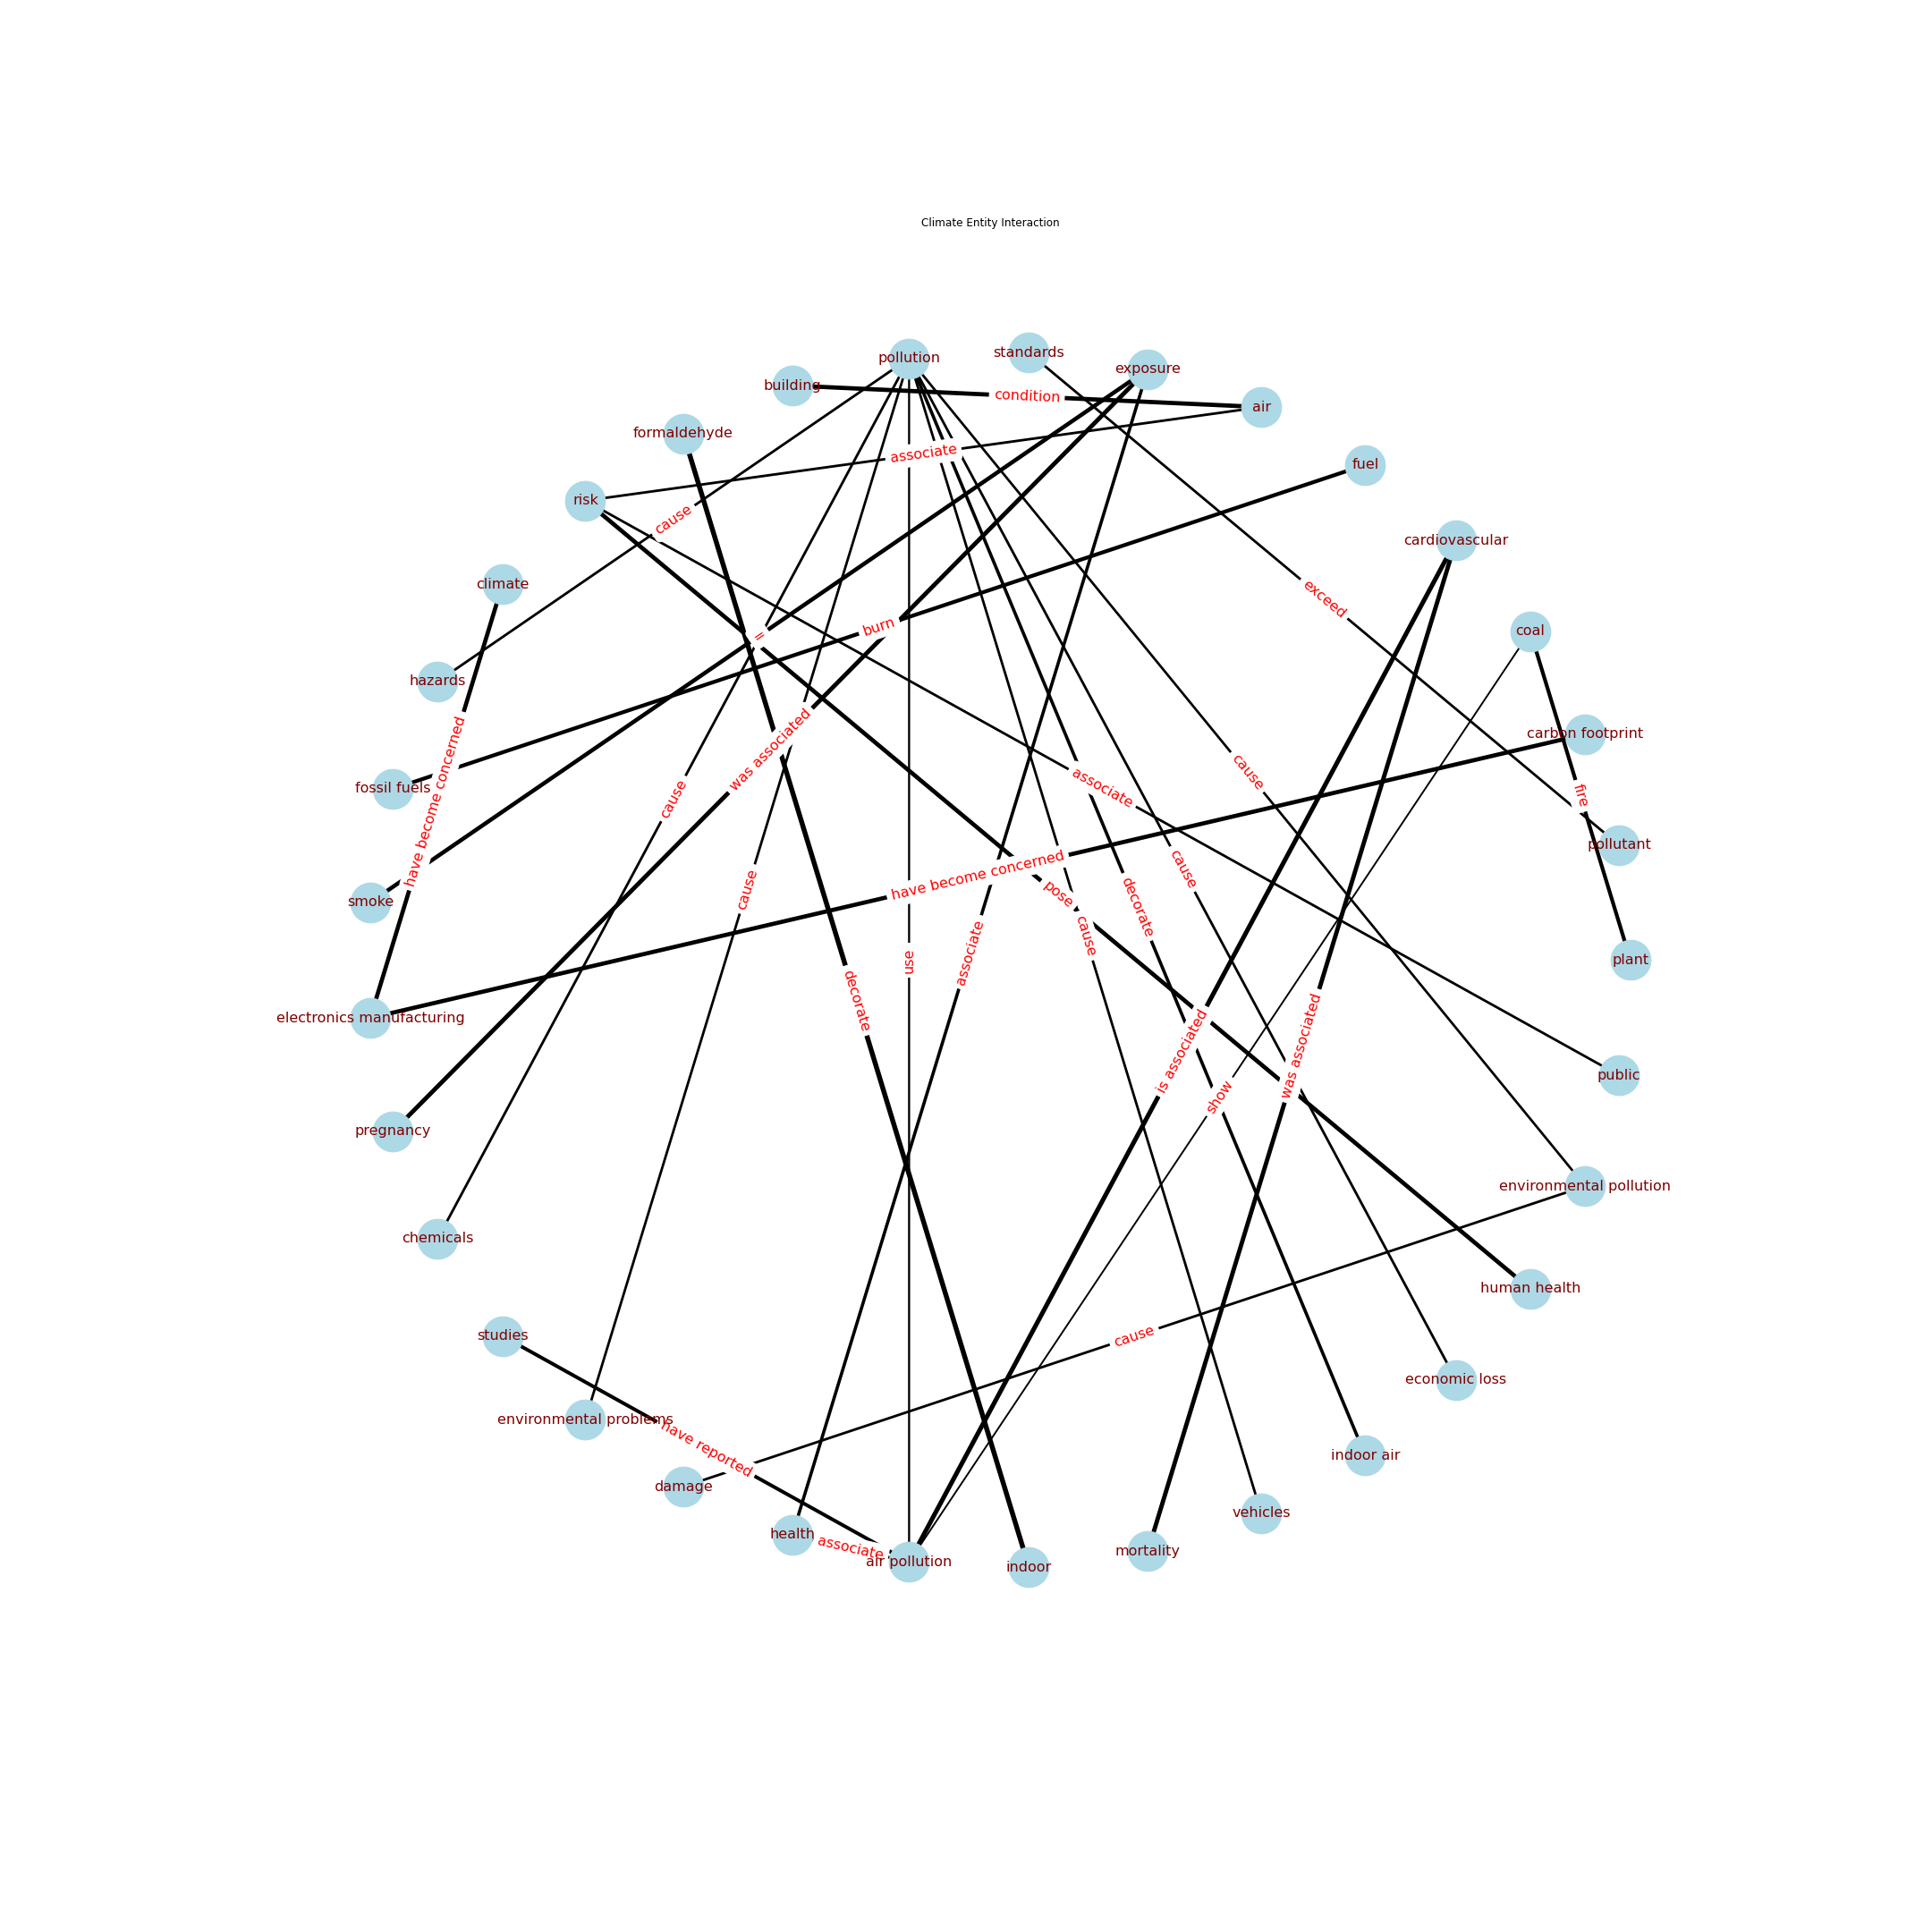 Climate Entity Interaction
standards
pollution
exposure
building
condition
air
formaldehyde
associate
fuel
risk
cause
cardiovascular
climate
exceed
coal
burn
hazards
was associated
carbon footprint
have become concerned
fossil fuels
cause
associate
cause
fire
pollutant
have become concerned
cause
cause
pose
decorate
smoke
cause
associate
use
plant
decorate
electronics manufacturing
is associated
was associated
show
public
pregnancy
environmental pollution
chemicals
human health
studies
cause
environmental problems
economic loss
have reported
indoor air
damage
vehicles
health
associate
mortality
air pollution
indoor